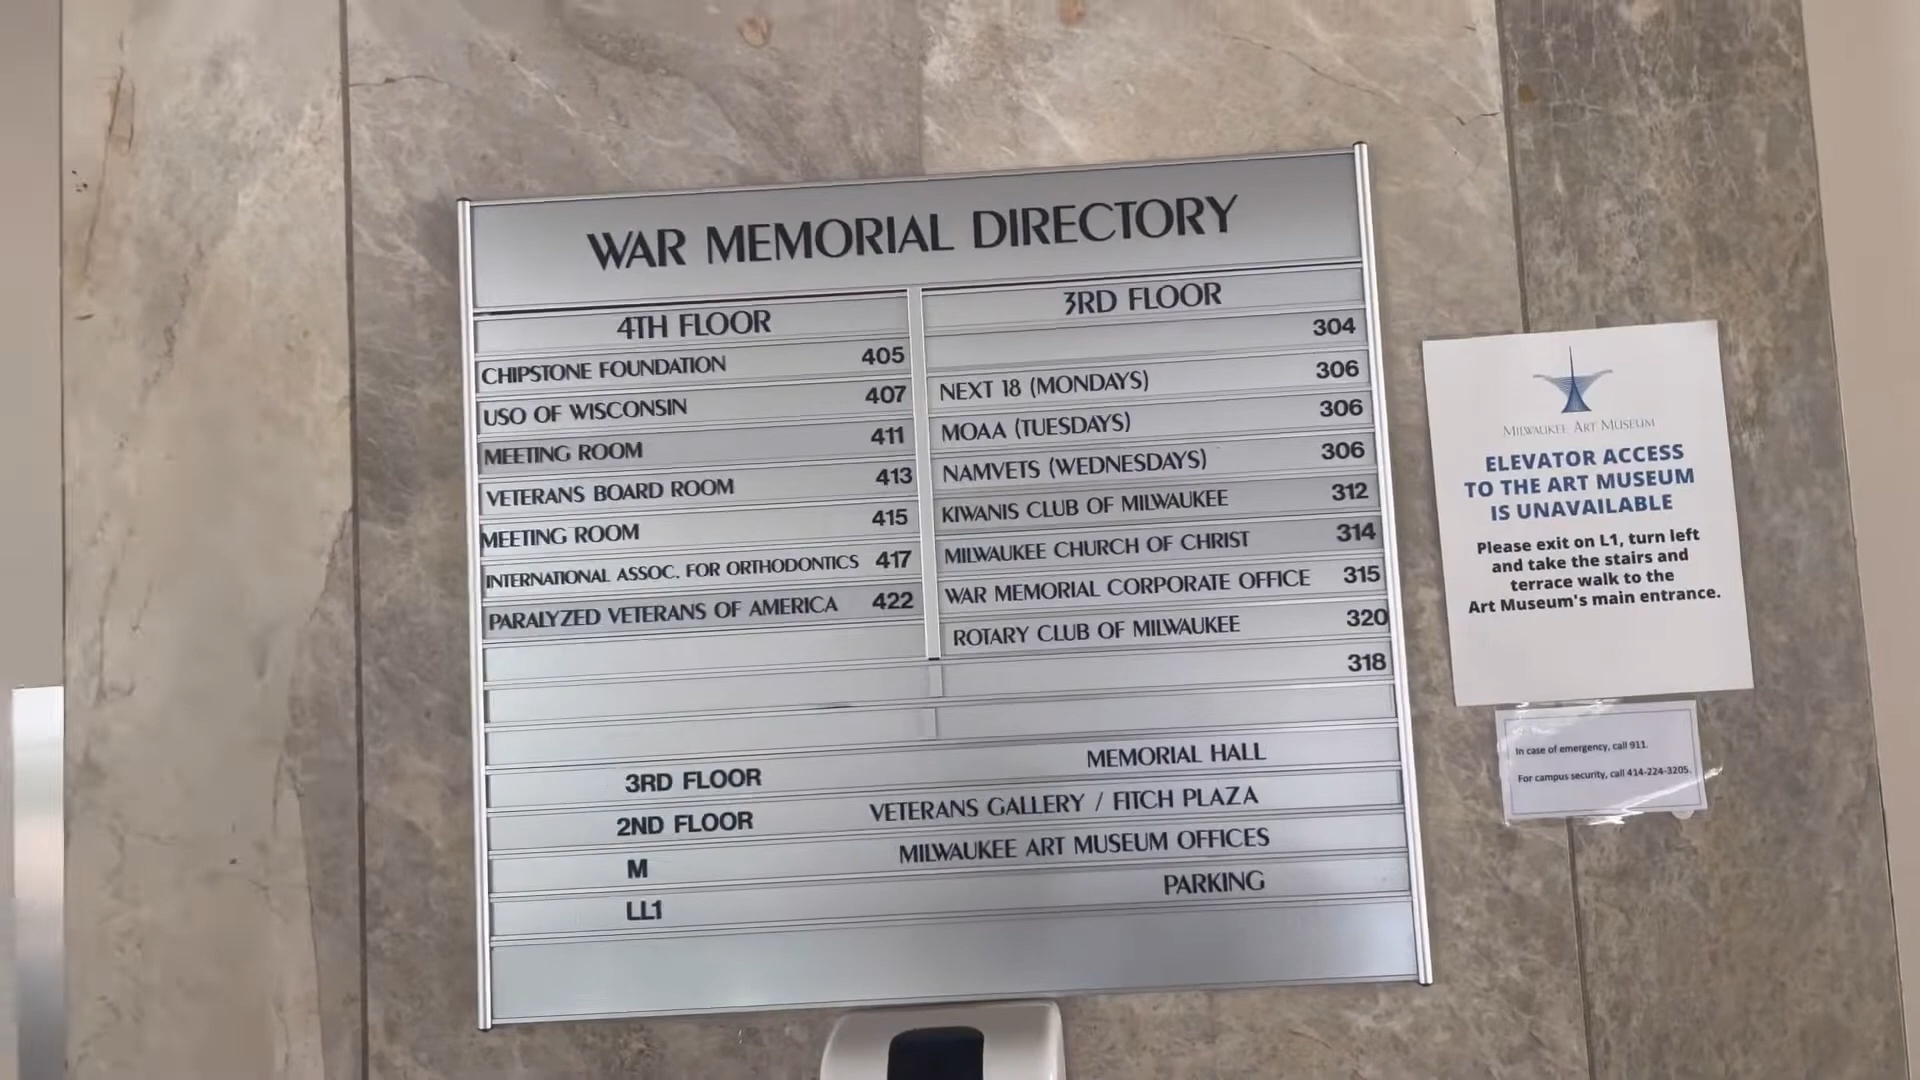 WAR MEMORIAL DIRECTORY
4TH FLOOR
CHIPSTONE FOUNDATION 405
USO OF WISCONSIN 407
MEETING ROOM 411
VETERANS BOARD ROOM 413
MEETING ROOM 415
INTERNATIONAL ASSOC. FOR ORTHODONTICS 417
PARALYZED VETERANS OF AMERICA 422
3RD FLOOR
304
NEXT 18 (MONDAYS) 306
MOAA (TUESDAYS) 306
NAMVETS (WEDNESDAYS) 306
KIWANIS CLUB OF MILWAUKEE 312
MILWAUKEE CHURCH OF CHRIST 314
WAR MEMORIAL CORPORATE OFFICE 315
ROTARY CLUB OF MILWAUKEE 320
318
3RD FLOOR MEMORIAL HALL
2ND FLOOR VETERANS GALLERY / FITCH PLAZA
M MILWAUKEE ART MUSEUM OFFICES
LL1 PARKING
MILWAUKEE ART MUSEUM
ELEVATOR ACCESS
TO THE ART MUSEUM
IS UNAVAILABLE
Please exit on L1, turn left
and take the stairs and
terrace walk to the
Art Museum's main entrance.
In case of emergency, call 911.
For campus security, call 414-224-3205.